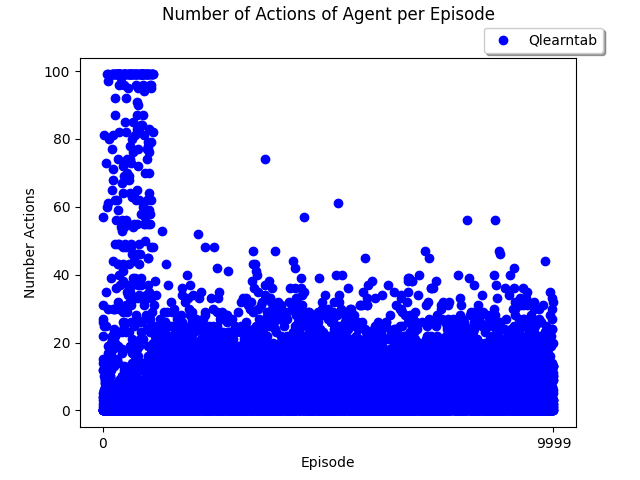 Number of Actions of Agent per Episode
Qlearntab
100
80
60
40
20
0
Number Actions
0
9999
Episode